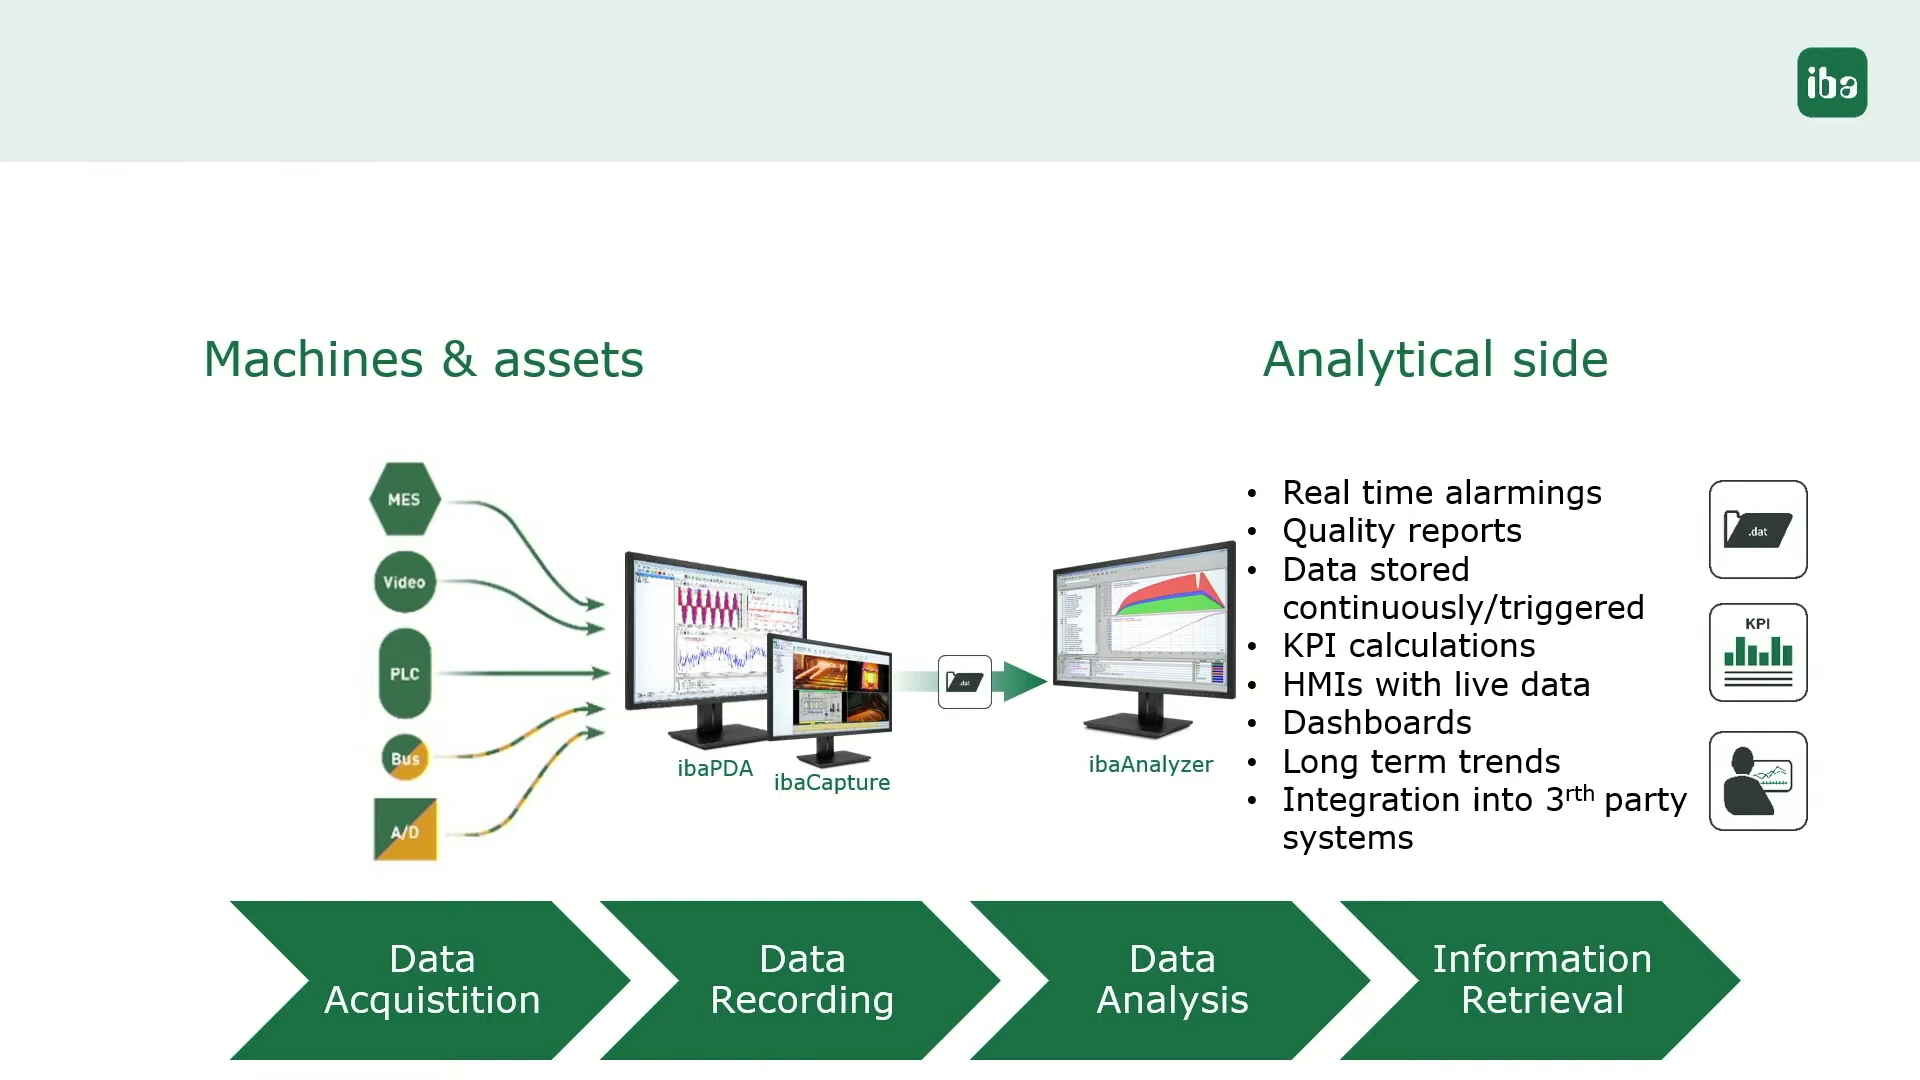 iba
Machines & assets
Analytical side
MES
Video
PLC
Bus
A/D
ibaPDA
ibaCapture
.dat
ibaAnalyzer
• Real time alarmings
• Quality reports
• Data stored
continuously/triggered
• KPI calculations
• HMIs with live data
• Dashboards
• Long term trends
• Integration into 3rth party
systems
.dat
KPI
Data
Acquistition
Data
Recording
Data
Analysis
Information
Retrieval